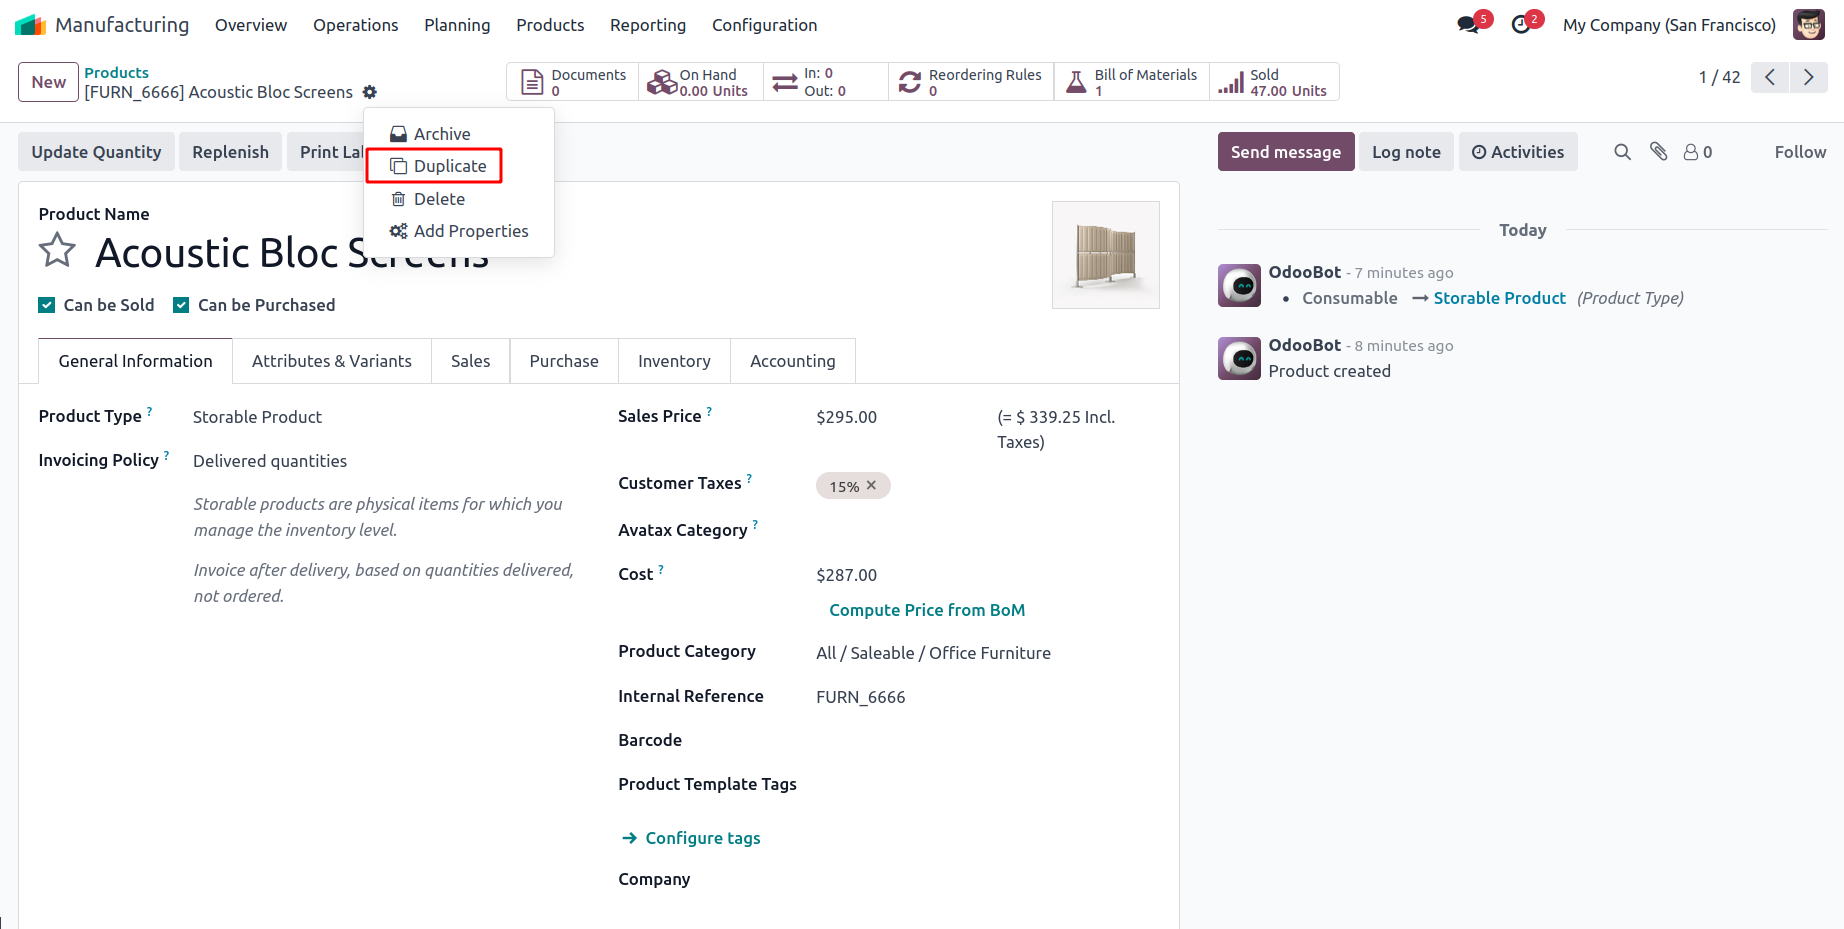 Manufacturing Overview Operations Planning Products Reporting Configuration 5 2 My Company (San Francisco)
New Products
[FURN_6666] Acoustic Bloc Screens
Documents
0
On Hand
0.00 Units
In: 0
Out: 0
Reordering Rules
0
Bill of Materials
1
Sold
47.00 Units
1 / 42
Update Quantity Replenish Print Lal
Archive
Duplicate
Delete
Add Properties
Send message Log note Activities 0 Follow
Product Name
Acoustic Bloc Screens
Can be Sold Can be Purchased
General Information Attributes & Variants Sales Purchase Inventory Accounting
Product Type ? Storable Product
Invoicing Policy ? Delivered quantities
Storable products are physical items for which you
manage the inventory level.
Invoice after delivery, based on quantities delivered,
not ordered.
Sales Price ? $295.00 (= $ 339.25 Incl.
Taxes)
Customer Taxes ? 15% ×
Avatax Category ?
Cost ? $287.00
Compute Price from BoM
Product Category All / Saleable / Office Furniture
Internal Reference FURN_6666
Barcode
Product Template Tags
→ Configure tags
Company
Today
OdooBot - 7 minutes ago
• Consumable → Storable Product (Product Type)
OdooBot - 8 minutes ago
Product created